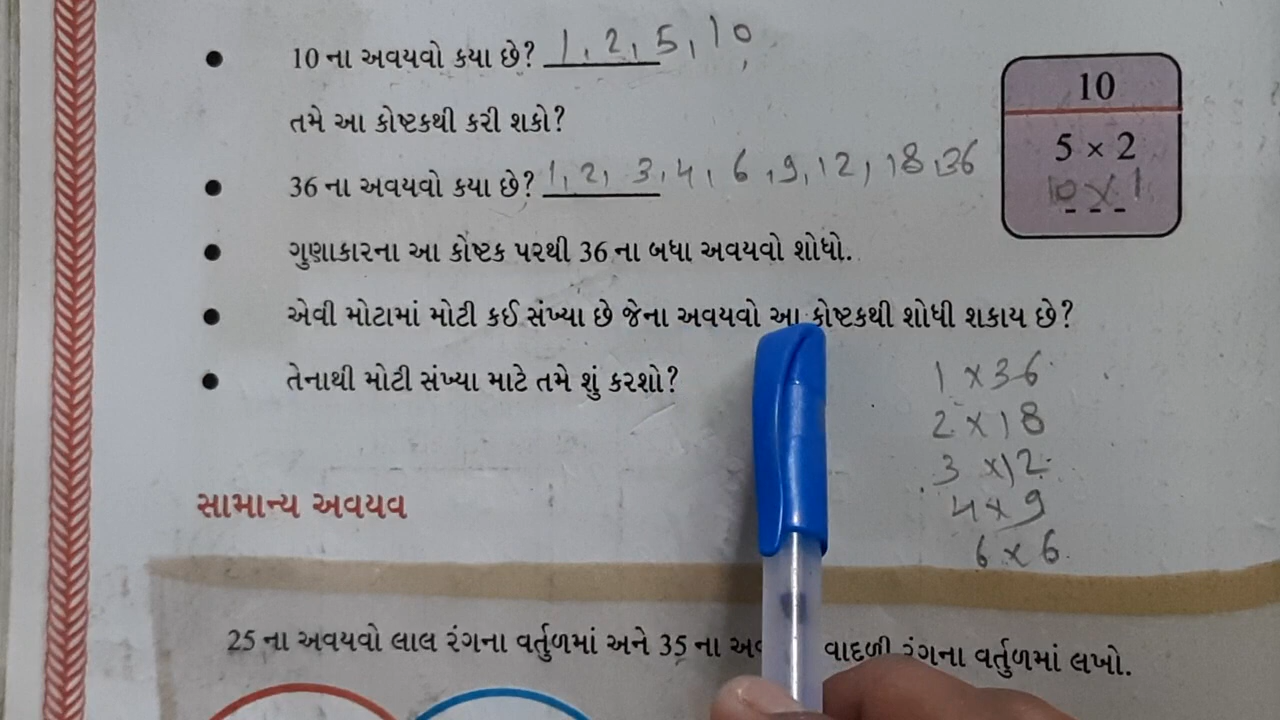 10 ના અવયવો કયા છે? 1, 2, 5, 10
તમે આ કોષ્ટકથી કરી શકો?
36 ના અવયવો કયા છે? 1, 2, 3, 4, 6, 9, 12, 18, 36
ગુણાકારના આ કોષ્ટક પરથી 36 ના બધા અવયવો શોધો.
એવી મોટામાં મોટી કઈ સંખ્યા છે જેના અવયવો આ કોષ્ટકથી શોધી શકાય છે?
તેનાથી મોટી સંખ્યા માટે તમે શું કરશો?
10
5 × 2
10 × 1
1 × 36
2 × 18
3 × 12
4 × 9
6 × 6
સામાન્ય અવયવ
25 ના અવયવો લાલ રંગના વર્તુળમાં અને 35 ના વાદળી રંગના વર્તુળમાં લખો.